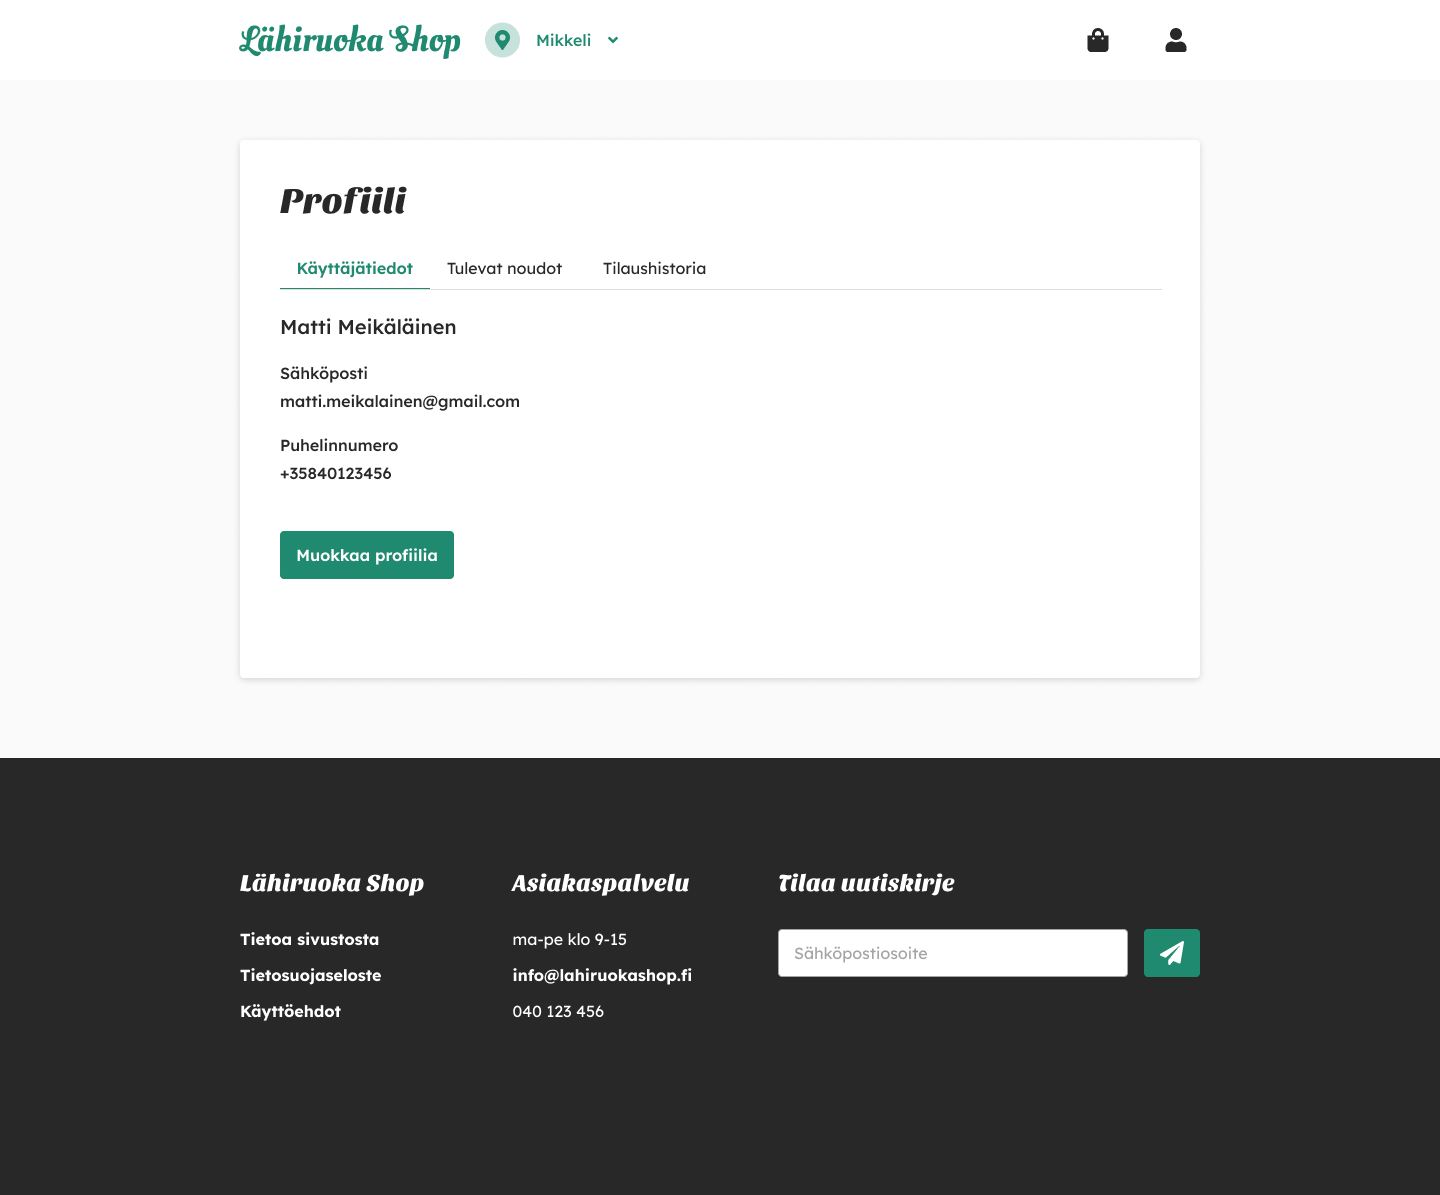 Lähiruoka Shop
Mikkeli
Profiili
Käyttäjätiedot Tulevat noudot Tilaushistoria
Matti Meikäläinen
Sähköposti
matti.meikalainen@gmail.com
Puhelinnumero
+35840123456
Muokkaa profiilia
Lähiruoka Shop
Tietoa sivustosta
Tietosuojaseloste
Käyttöehdot
Asiakaspalvelu
ma-pe klo 9-15
info@lahiruokashop.fi
040 123 456
Tilaa uutiskirje
Sähköpostiosoite